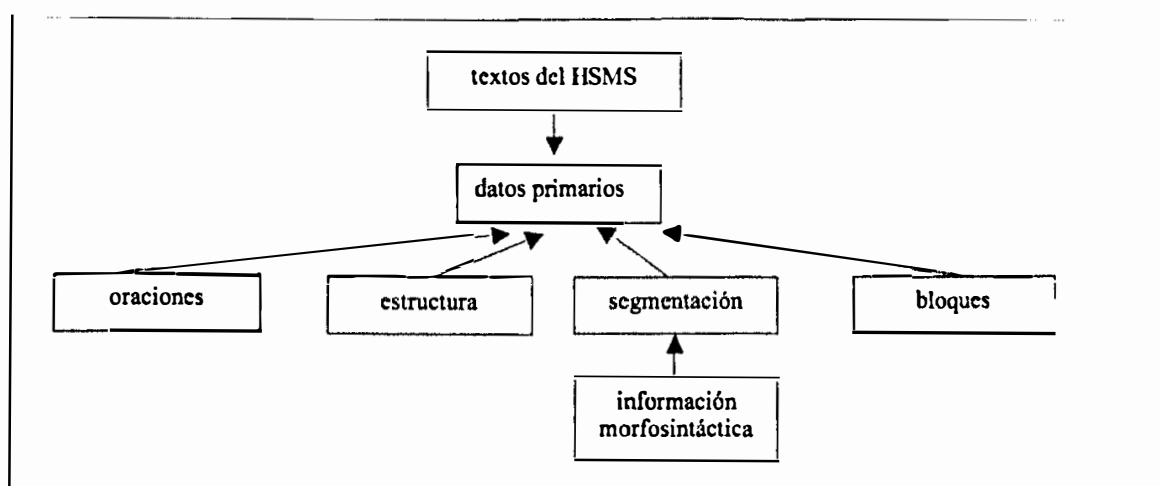 textos del HSMS
datos primarios
oraciones
estructura
segmentación
bloques
información
morfosintáctica